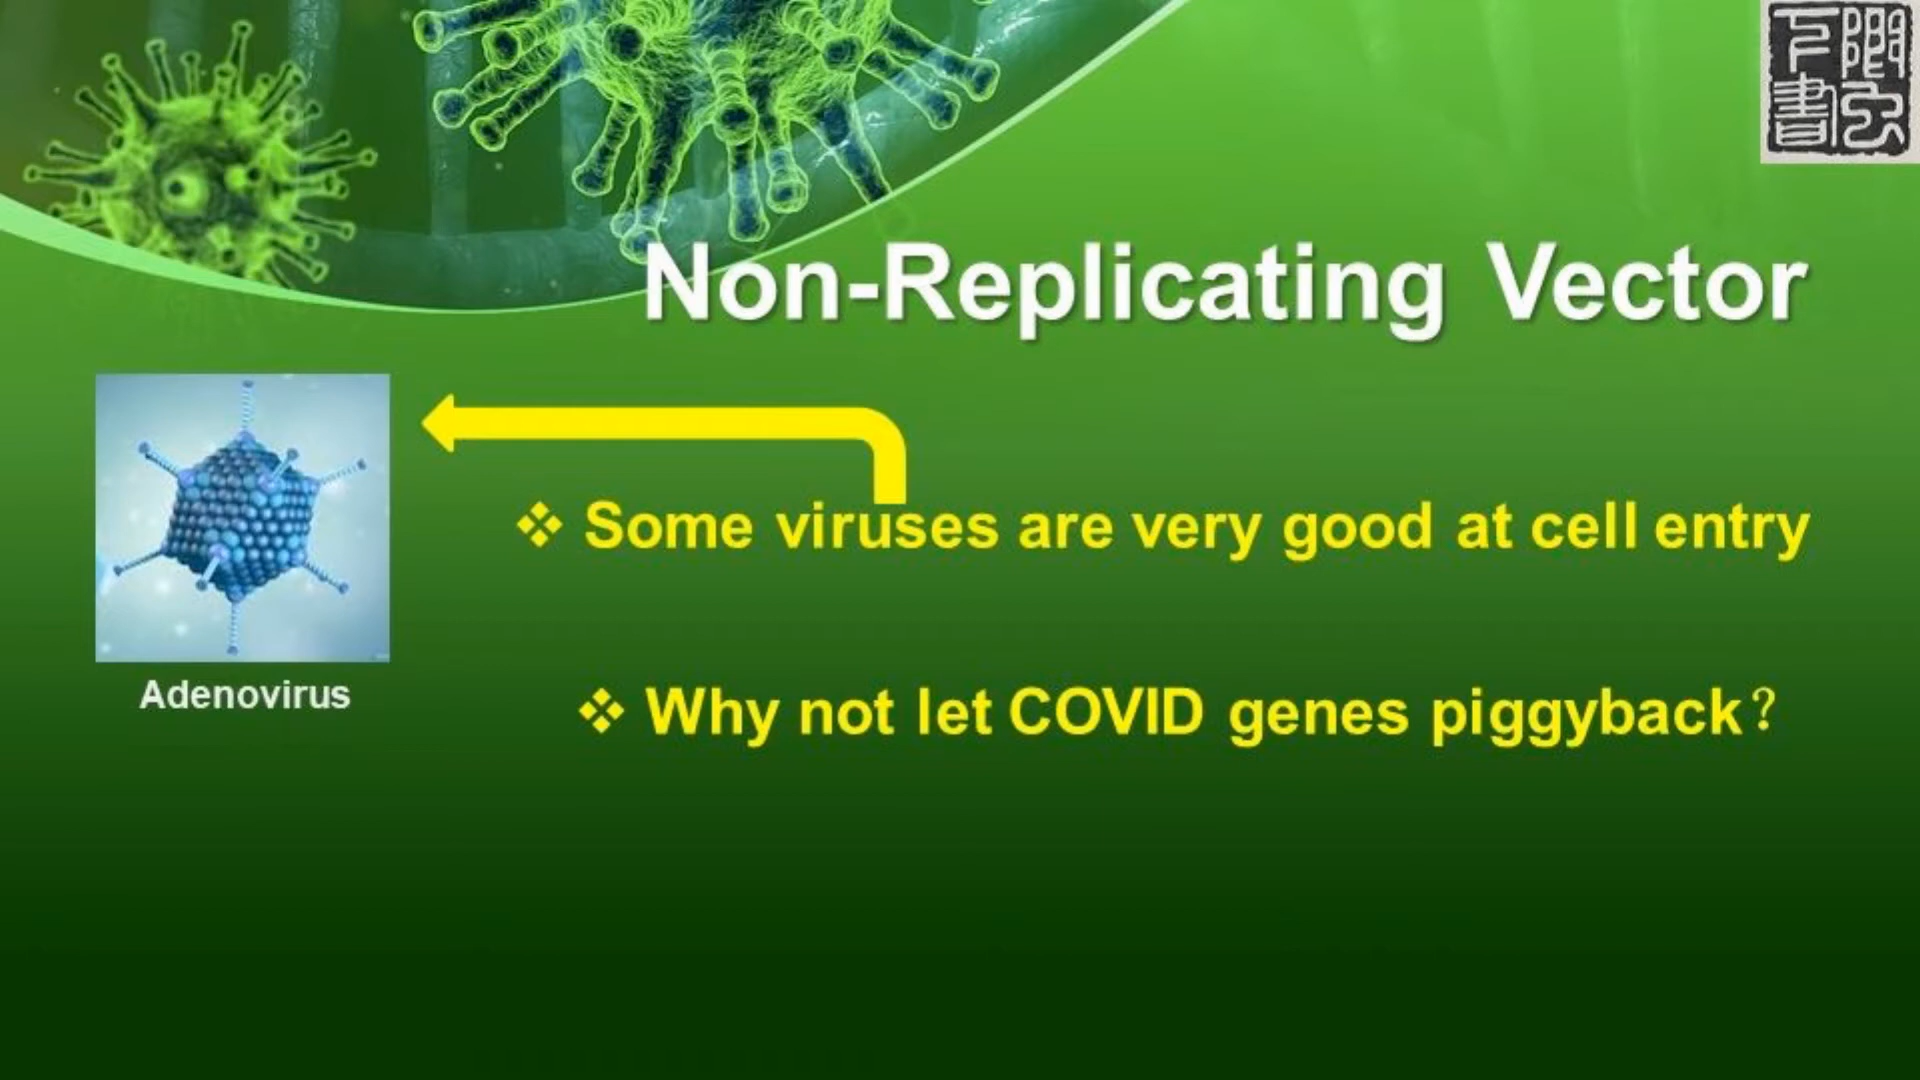 Non-Replicating Vector
❖ Some viruses are very good at cell entry
❖ Why not let COVID genes piggyback？
Adenovirus